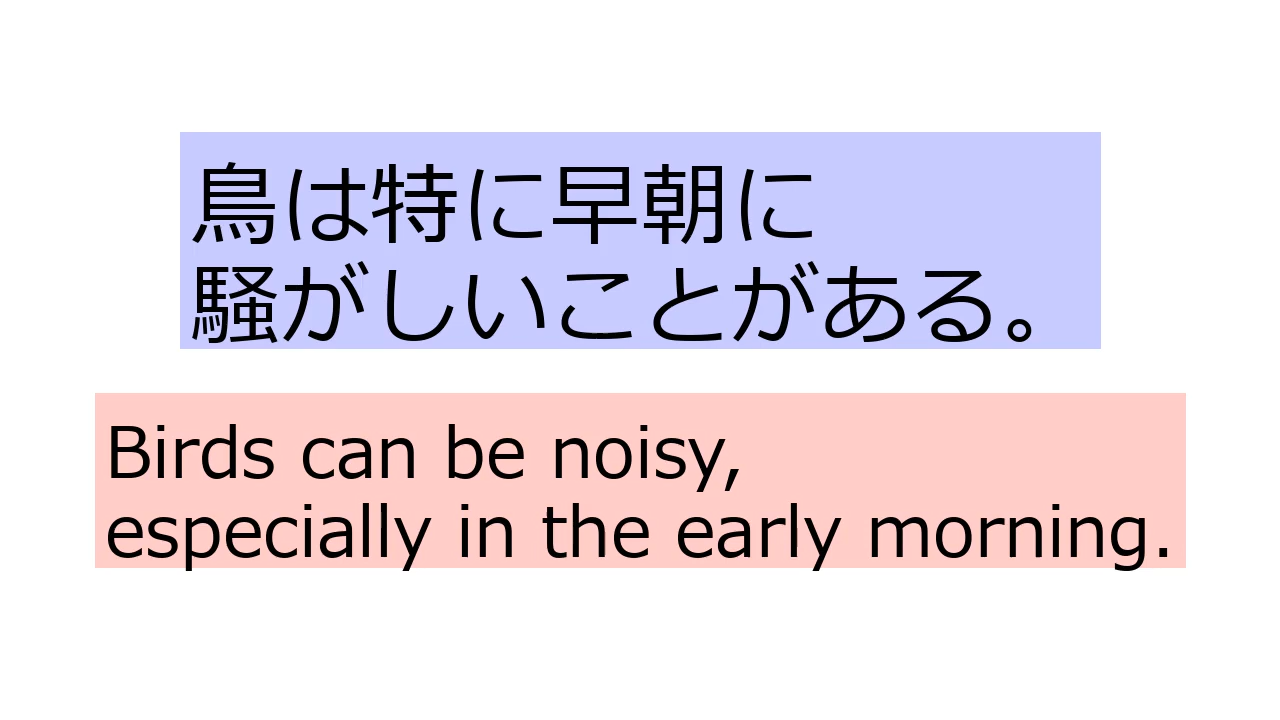 鳥は特に早朝に
騒がしいことがある。
Birds can be noisy,
especially in the early morning.